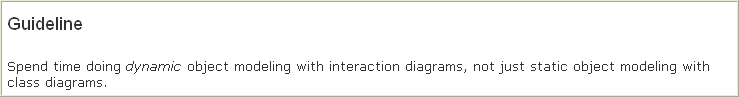 Guideline
Spend time doing dynamic object modeling with interaction diagrams, not just static object modeling with
class diagrams.